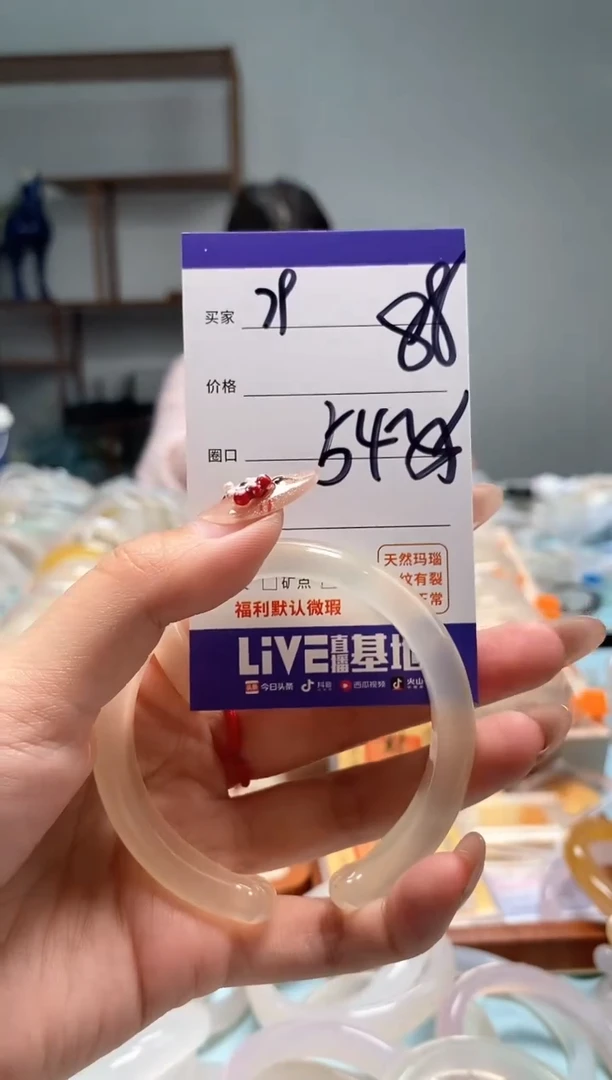 买家 88
价格
圈口 54
矿点
天然玛瑙
纹有裂
正常
福利默认微瑕
LiVE直播基地
今日头条 抖音 西瓜视频 火山